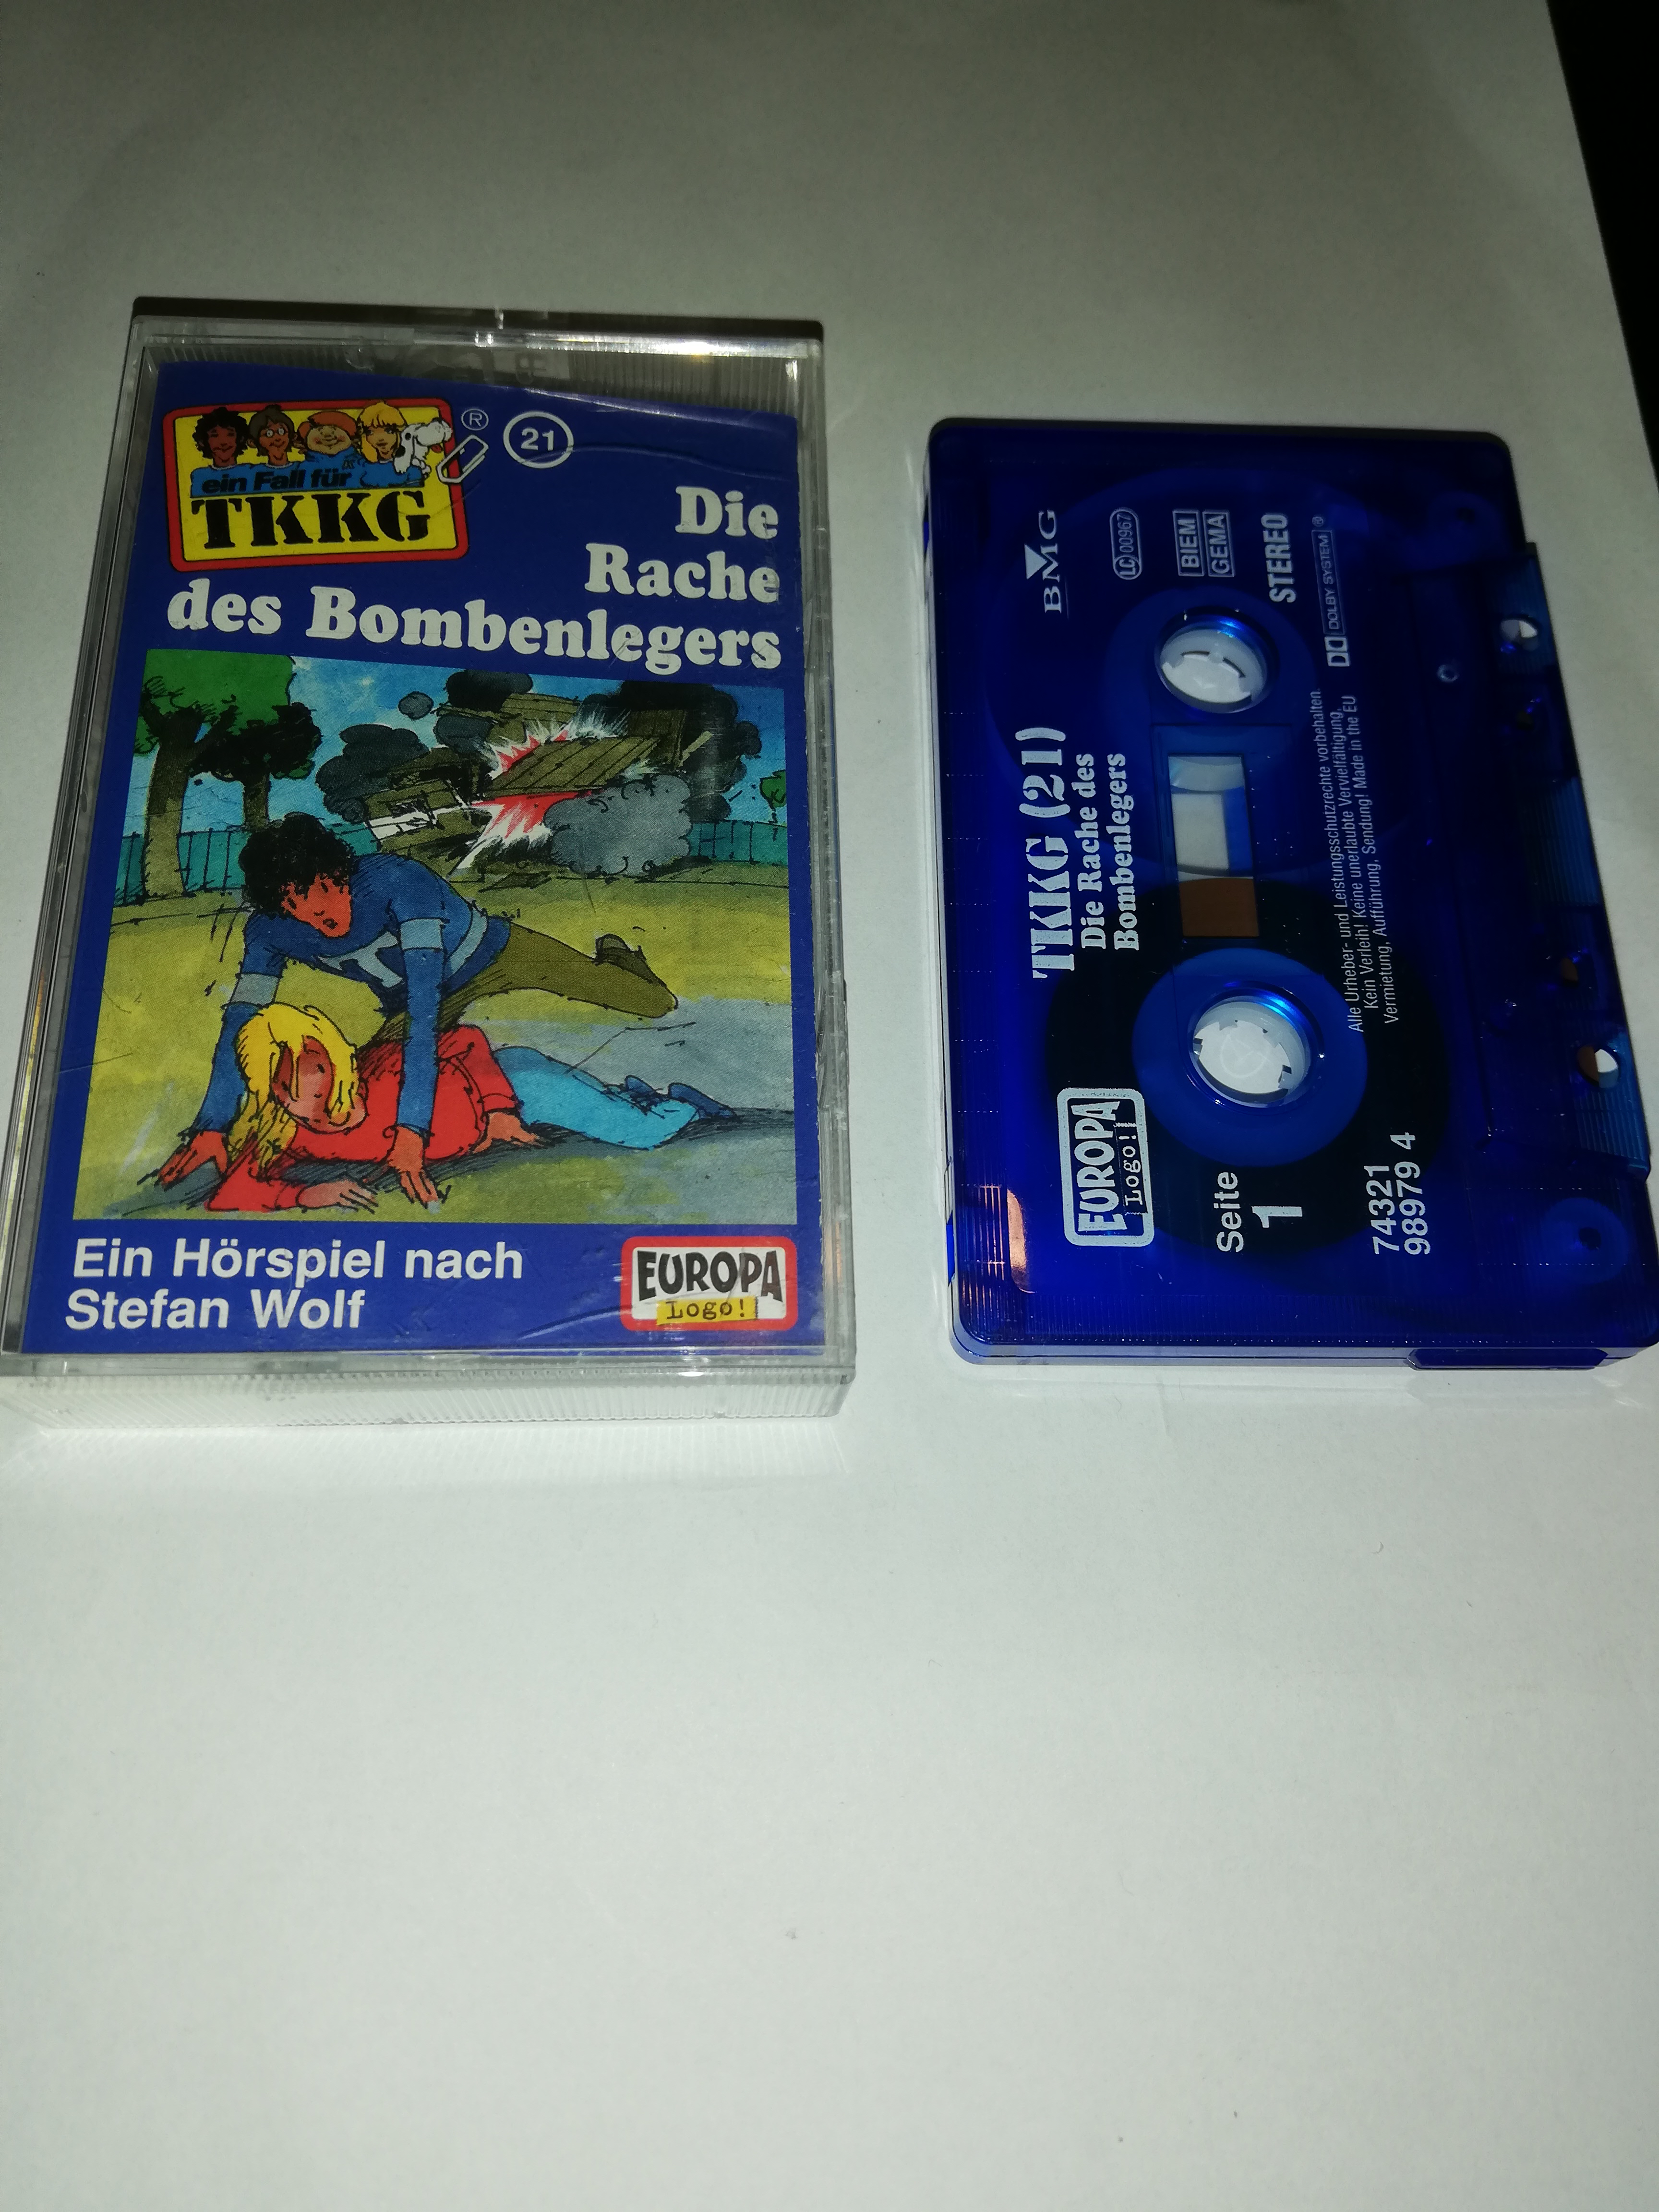 ein Fall für
TKKG
®
21
Die
Rache
des Bombenlegers
Ein Hörspiel nach
Stefan Wolf
EUROPA
Logo!
BMG
LC 00967
BIEM
GEMA
STEREO
DOLBY SYSTEM®
TKKG (21)
Die Rache des
Bombenlegers
Alle Urheber- und Leistungsschutzrechte vorbehalten.
Kein Verleih! Keine unerlaubte Vervielfältigung,
Vermietung, Aufführung, Sendung! Made in the EU
EUROPA
Logo!
Seite
1
74321
98979 4